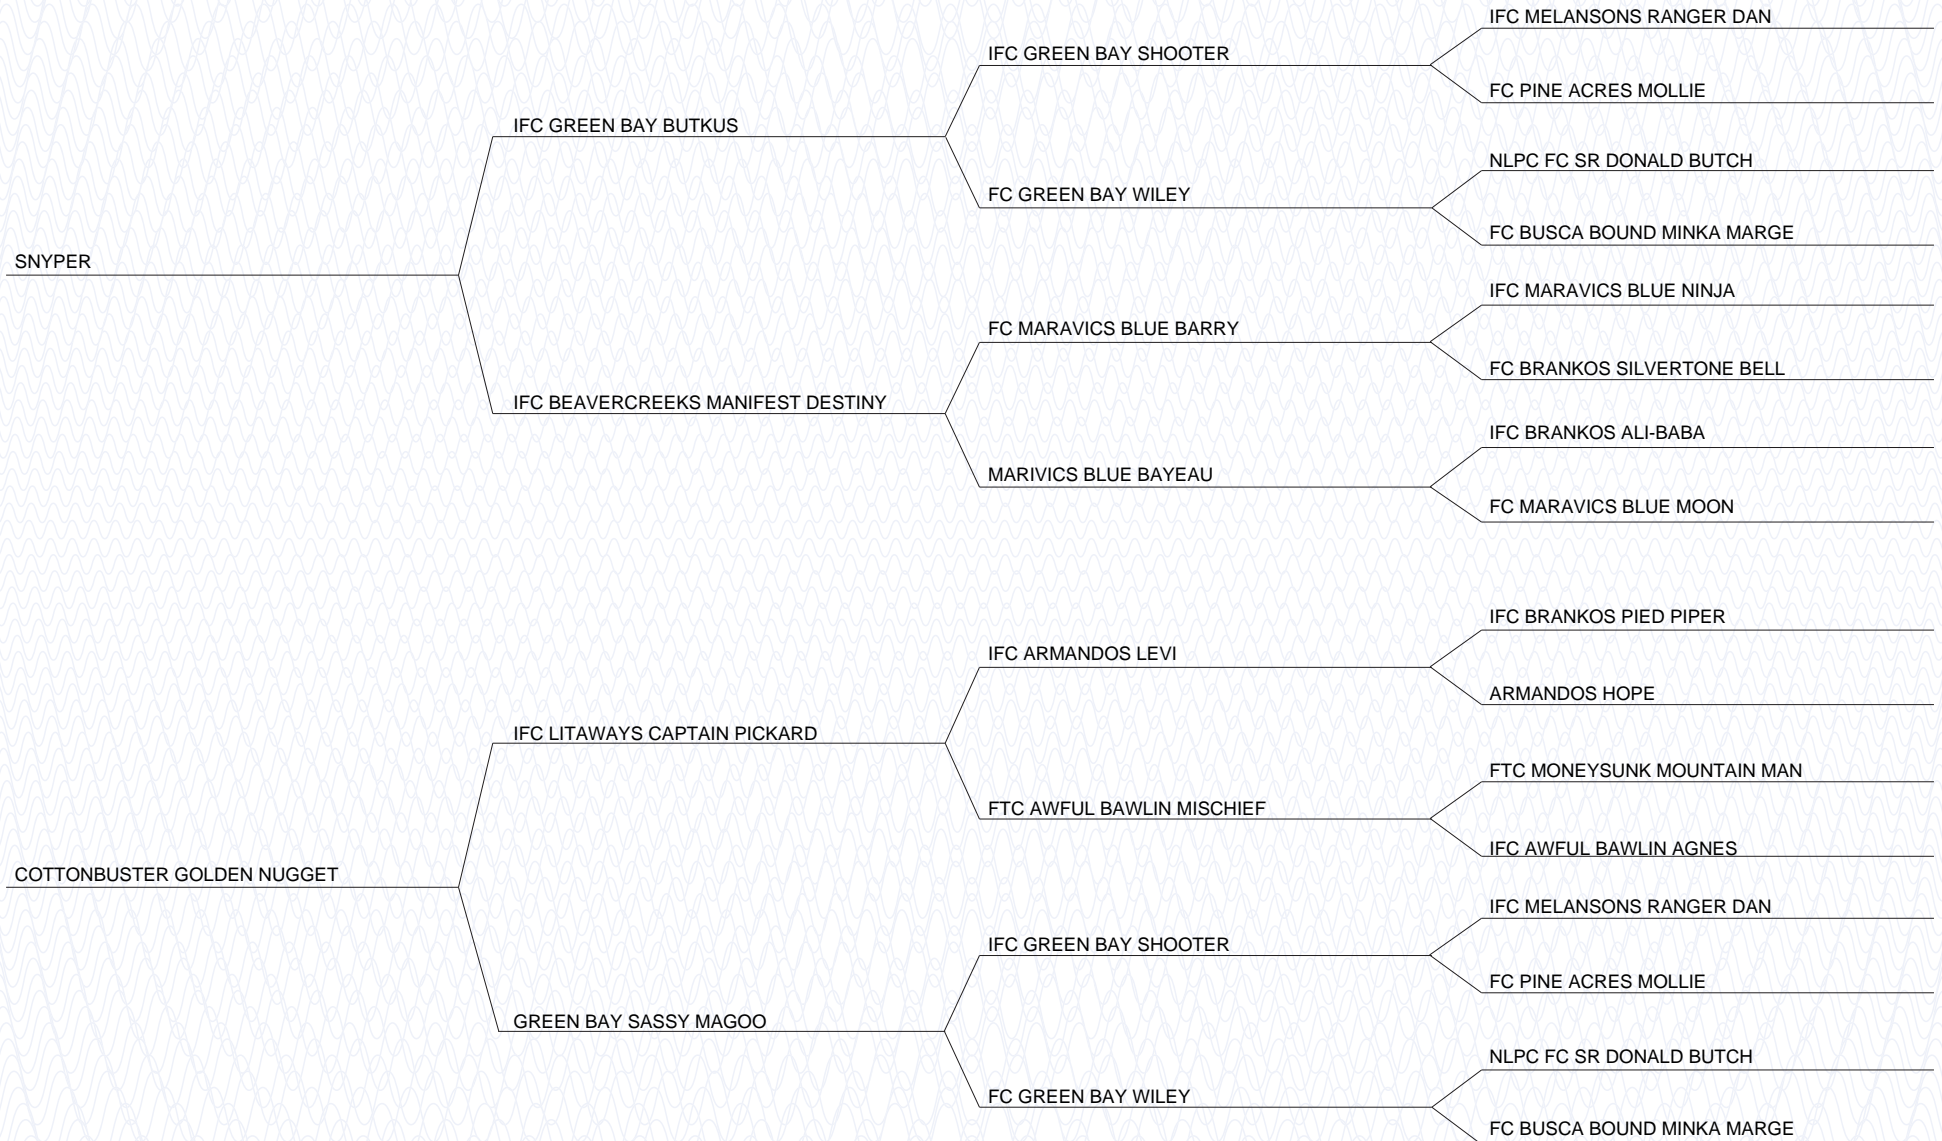 IFC MELANSONS RANGER DAN
IFC GREEN BAY SHOOTER
FC PINE ACRES MOLLIE
IFC GREEN BAY BUTKUS
NLPC FC SR DONALD BUTCH
FC GREEN BAY WILEY
FC BUSCA BOUND MINKA MARGE
SNYPER
IFC MARAVICS BLUE NINJA
FC MARAVICS BLUE BARRY
FC BRANKOS SILVERTONE BELL
IFC BEAVERCREEKS MANIFEST DESTINY
IFC BRANKOS ALI-BABA
MARIVICS BLUE BAYEAU
FC MARAVICS BLUE MOON
IFC BRANKOS PIED PIPER
IFC ARMANDOS LEVI
ARMANDOS HOPE
IFC LITAWAYS CAPTAIN PICKARD
FTC MONEYSUNK MOUNTAIN MAN
FTC AWFUL BAWLIN MISCHIEF
IFC AWFUL BAWLIN AGNES
COTTONBUSTER GOLDEN NUGGET
IFC MELANSONS RANGER DAN
IFC GREEN BAY SHOOTER
FC PINE ACRES MOLLIE
GREEN BAY SASSY MAGOO
NLPC FC SR DONALD BUTCH
FC GREEN BAY WILEY
FC BUSCA BOUND MINKA MARGE